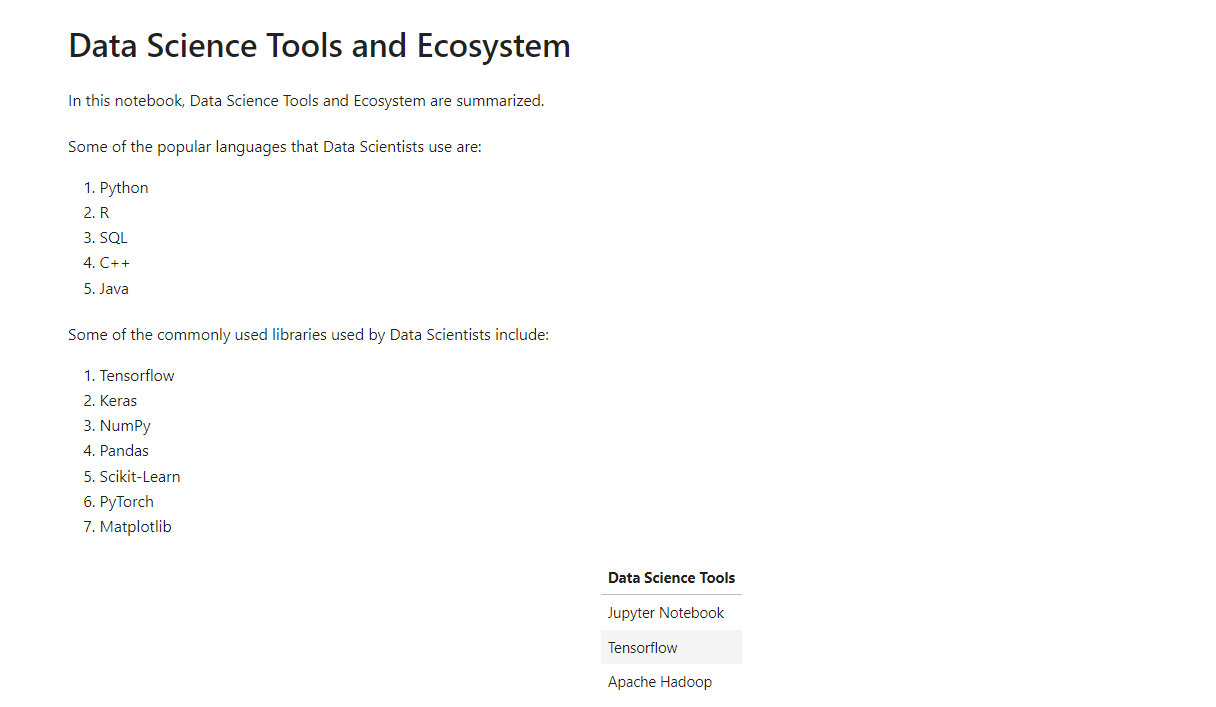 Data Science Tools and Ecosystem
In this notebook, Data Science Tools and Ecosystem are summarized.
Some of the popular languages that Data Scientists use are:
1. Python
2. R
3. SQL
4. C++
5. Java
Some of the commonly used libraries used by Data Scientists include:
1. Tensorflow
2. Keras
3. NumPy
4. Pandas
5. Scikit-Learn
6. PyTorch
7. Matplotlib
Data Science Tools
Jupyter Notebook
Tensorflow
Apache Hadoop